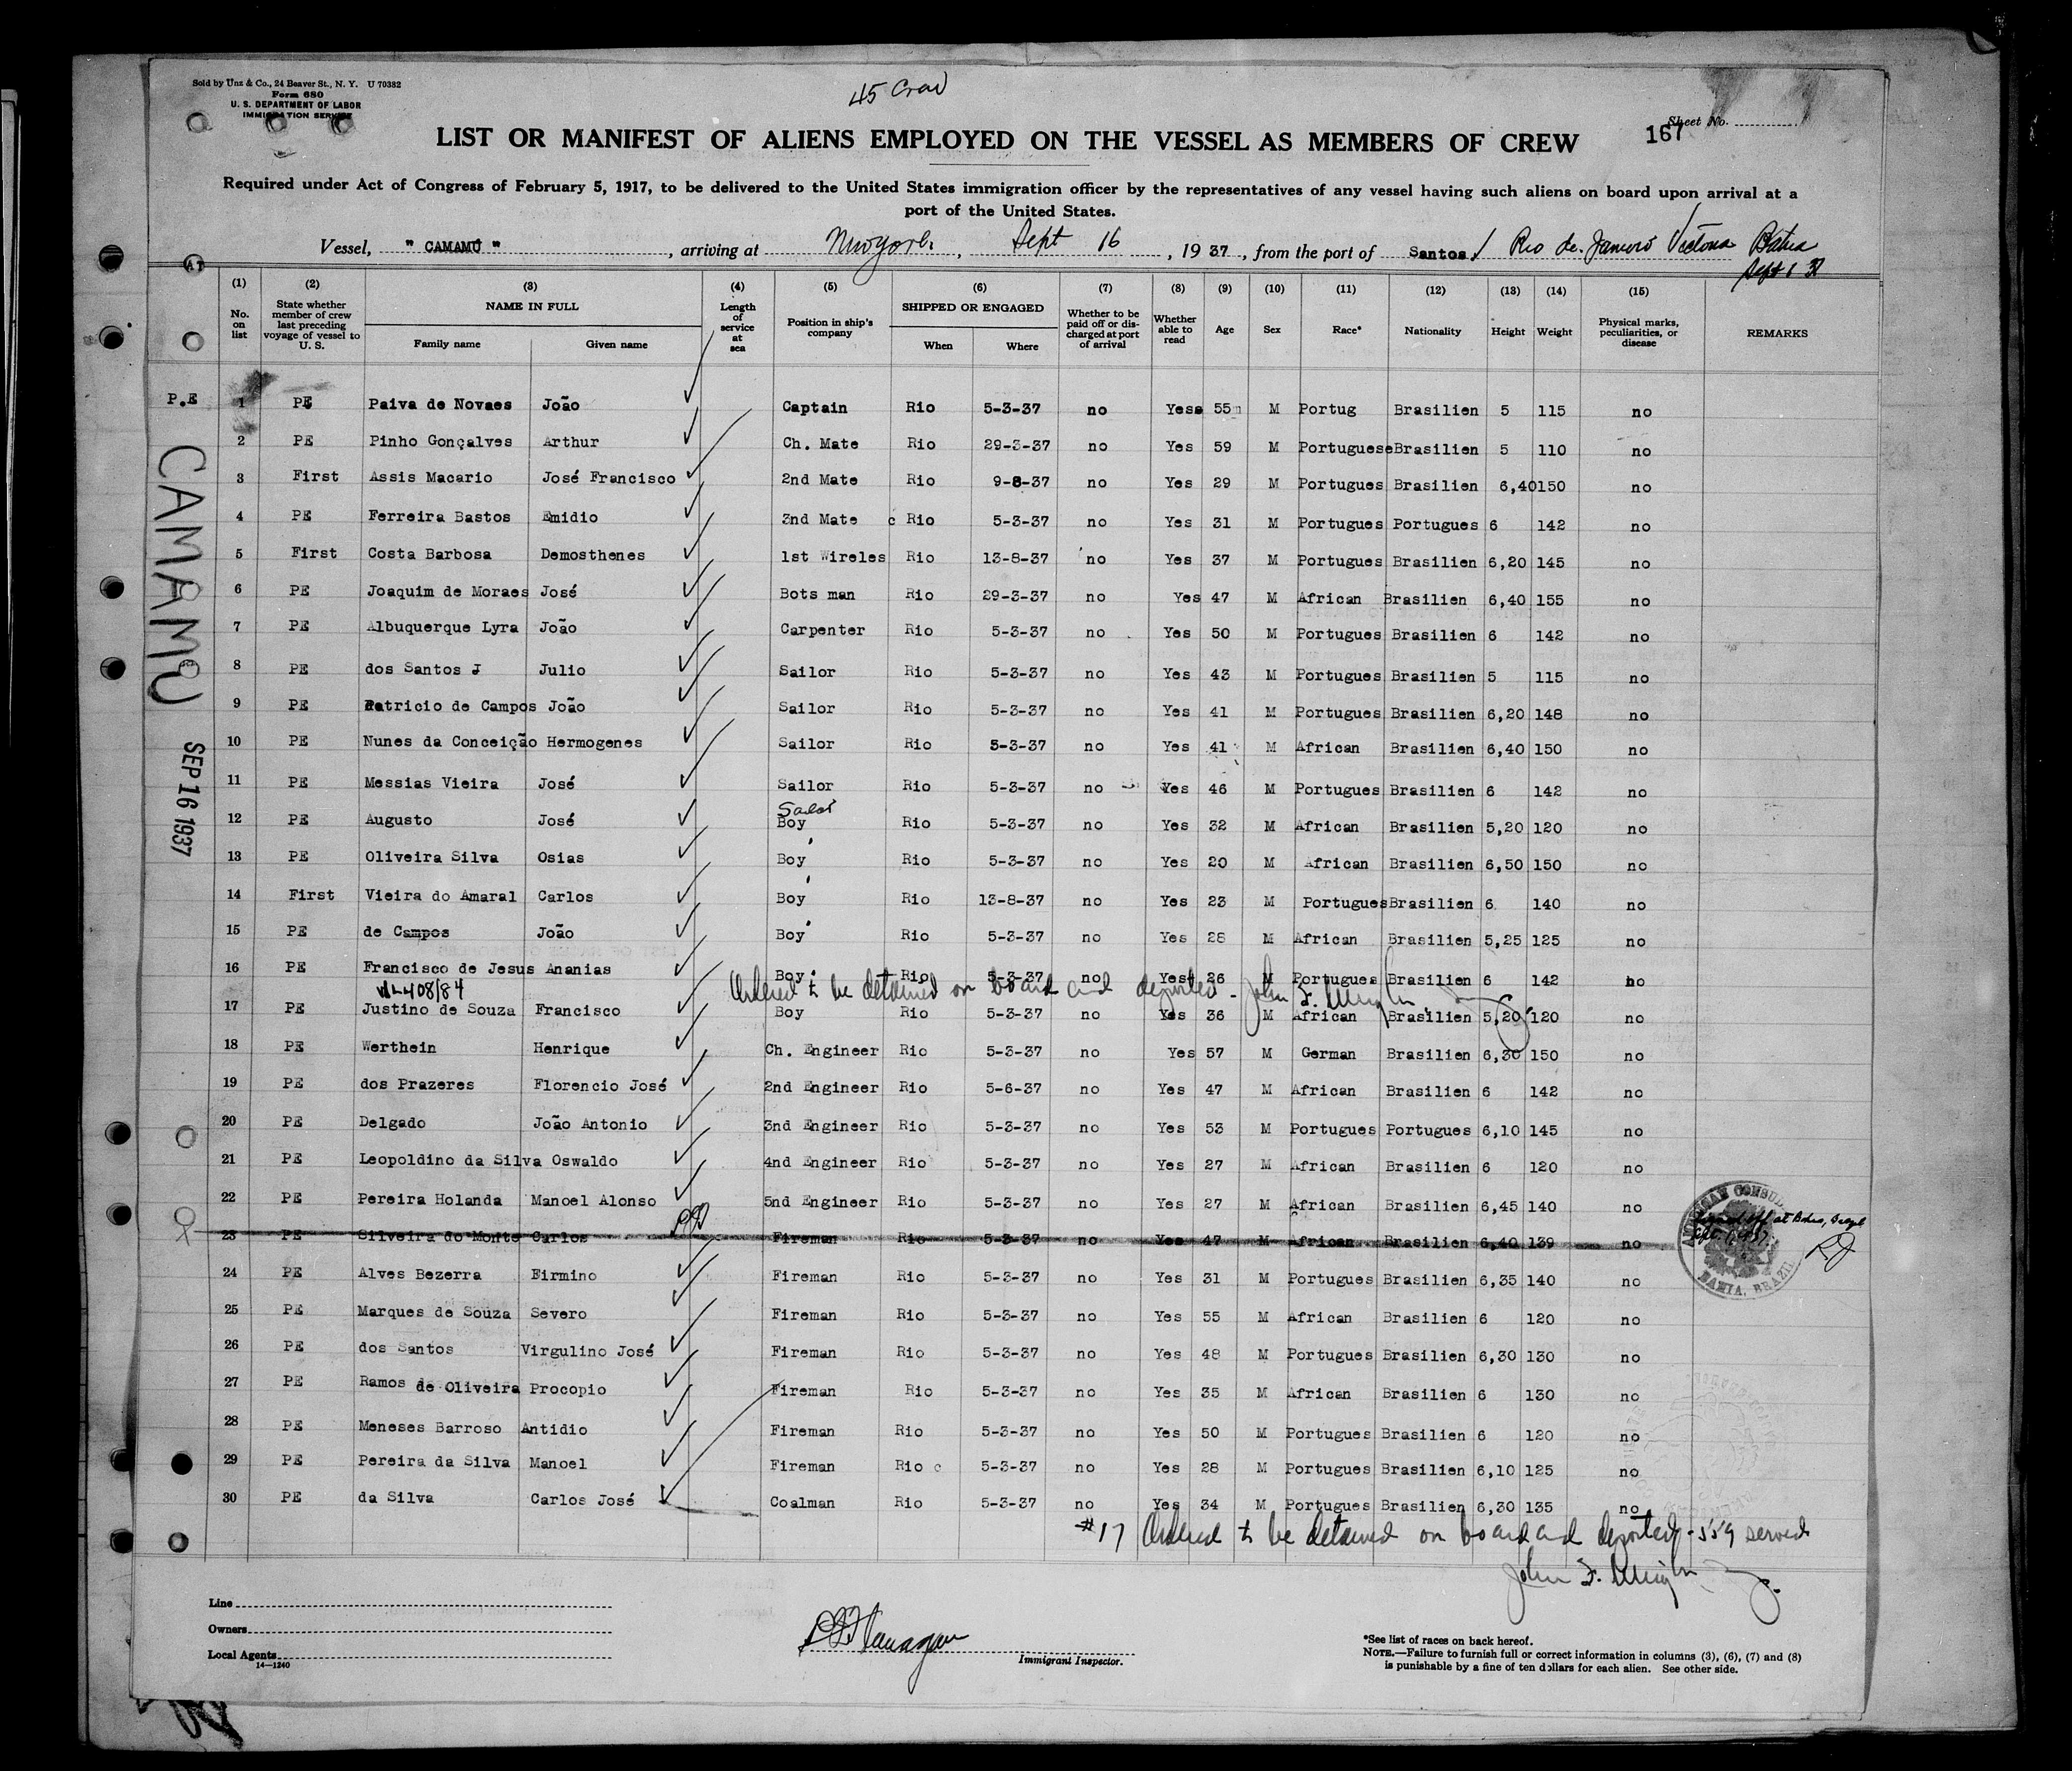 Sold by Unz & Co., 24 Beaver St., N. Y. U 70382
Form 680
U. S. DEPARTMENT OF LABOR
IMMIGRATION SERVICE
45 Crew
Sheet No.
167
LIST OR MANIFEST OF ALIENS EMPLOYED ON THE VESSEL AS MEMBERS OF CREW
Required under Act of Congress of February 5, 1917, to be delivered to the United States immigration officer by the representatives of any vessel having such aliens on board upon arrival at a
port of the United States.
Vessel, " CAMAMÚ ", arriving at New York, Sept 16, 1937, from the port of Santos / Rio de Janeiro Victoria Bahia
Sept 1 37
(1) No. on list (2) State whether member of crew last preceding voyage of vessel to U. S. (3) NAME IN FULL Family name Given name (4) Length of service at sea (5) Position in ship's company (6) SHIPPED OR ENGAGED When Where (7) Whether to be paid off or discharged at port of arrival (8) Whether able to read (9) Age (10) Sex (11) Race* (12) Nationality (13) Height (14) Weight (15) Physical marks, peculiarities, or disease REMARKS
P.E 1 PE Paiva de Novaes João Captain Rio 5-3-37 no Yes 55 M Portug Brasilien 5 115 no
2 PE Pinho Gonçalves Arthur Ch. Mate Rio 29-3-37 no Yes 59 M Portuguese Brasilien 5 110 no
3 First Assis Macario José Francisco 2nd Mate Rio 9-8-37 no Yes 29 M Portugues Brasilien 6,40 150 no
4 PE Ferreira Bastos Emidio 3nd Mate c Rio 5-3-37 no Yes 31 M Portugues Portugues 6 142 no
5 First Costa Barbosa Demosthenes 1st Wireles Rio 13-8-37 no Yes 37 M Portugues Brasilien 6,20 145 no
6 PE Joaquim de Moraes José Bots man Rio 29-3-37 no Yes 47 M African Brasilien 6,40 155 no
7 PE Albuquerque Lyra João Carpenter Rio 5-3-37 no Yes 50 M Portugues Brasilien 6 142 no
8 PE dos Santos J Julio Sailor Rio 5-3-37 no Yes 43 M Portugues Brasilien 5 115 no
9 PE Patricio de Campos João Sailor Rio 5-3-37 no Yes 41 M Portugues Brasilien 6,20 148 no
10 PE Nunes da Conceição Hermogenes Sailor Rio 5-3-37 no Yes 41 M African Brasilien 6,40 150 no
11 PE Messias Vieira José Sailor Rio 5-3-37 no Yes 46 M Portugues Brasilien 6 142 no
Sailor
12 PE Augusto José Boy Rio 5-3-37 no Yes 32 M African Brasilien 5,20 120 no
13 PE Oliveira Silva Osias Boy Rio 5-3-37 no Yes 20 M African Brasilien 6,50 150 no
14 First Vieira do Amaral Carlos Boy Rio 13-8-37 no Yes 23 M Portugues Brasilien 6 140 no
15 PE de Campos João Boy Rio 5-3-37 no Yes 28 M African Brasilien 5,25 125 no
16 PE Francisco de Jesus Ananias Boy Rio 5-3-37 no Yes 26 M Portugues Brasilien 6 142 no
408/84 Ordered to be detained on board and deported - John F.
17 PE Justino de Souza Francisco Boy Rio 5-3-37 no Yes 36 M African Brasilien 5,20 120 no
18 PE Werthein Henrique Ch. Engineer Rio 5-3-37 no Yes 57 M German Brasilien 6,30 150 no
19 PE dos Prazeres Florencio José 2nd Engineer Rio 5-6-37 no Yes 47 M African Brasilien 6 142 no
20 PE Delgado João Antonio 3nd Engineer Rio 5-3-37 no Yes 53 M Portugues Portugues 6,10 145 no
21 PE Leopoldino da Silva Oswaldo 4nd Engineer Rio 5-3-37 no Yes 27 M African Brasilien 6 120 no
22 PE Pereira Holanda Manoel Alonso 5nd Engineer Rio 5-3-37 no Yes 27 M African Brasilien 6,45 140 no
23 PE Silveira do Monte Carlos Fireman Rio 5-3-37 no Yes 47 M African Brasilien 6,40 139 no Signed off at Bahia, Brazil Sept. 1, 1937
AMERICAN CONSULATE BAHIA, BRAZIL
24 PE Alves Bezerra Firmino Fireman Rio 5-3-37 no Yes 31 M Portugues Brasilien 6,35 140 no
25 PE Marques de Souza Severo Fireman Rio 5-3-37 no Yes 55 M African Brasilien 6 120 no
26 PE dos Santos Virgulino José Fireman Rio 5-3-37 no Yes 48 M Portugues Brasilien 6,30 130 no
27 PE Ramos de Oliveira Procopio Fireman Rio 5-3-37 no Yes 35 M African Brasilien 6 130 no
28 PE Meneses Barroso Antidio Fireman Rio 5-3-37 no Yes 50 M Portugues Brasilien 6 120 no
29 PE Pereira da Silva Manoel Fireman Rio c 5-3-37 no Yes 28 M Portugues Brasilien 6,10 125 no
30 PE da Silva Carlos José Coalman Rio 5-3-37 no Yes 34 M Portugues Brasilien 6,30 135 no
#17 Ordered to be detained on board and deported - 559 served
John F.
CAMAMU
SEP 16 1937
Line
Owners
Local Agents
14—1240
Flanagan
Immigrant Inspector.
*See list of races on back hereof.
NOTE.—Failure to furnish full or correct information in columns (3), (6), (7) and (8)
is punishable by a fine of ten dollars for each alien. See other side.